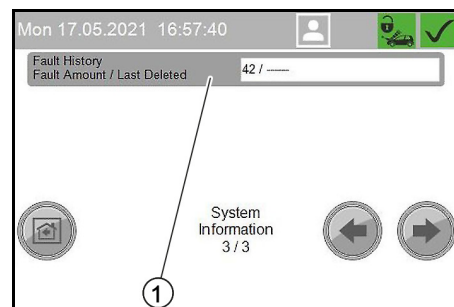 Mon 17.05.2021 16:57:40
Fault History
Fault Amount / Last Deleted
42 / -------
System
Information
3 / 3
1